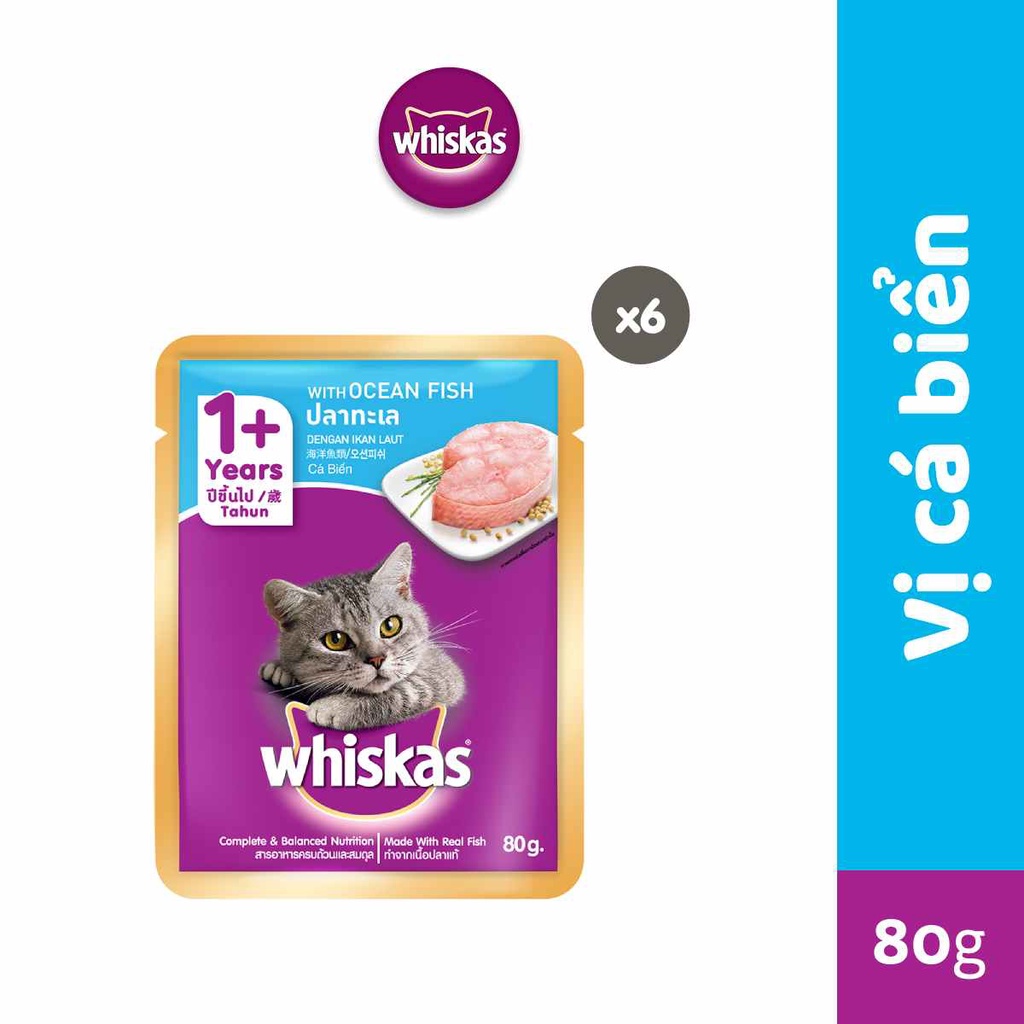 whiskas
x6
WITH OCEAN FISH
ปลาทะเล
DENGAN IKAN LAUT
海洋魚類/오션피쉬
Cá Biển
1+
Years
ปีขึ้นไป /歲
Tahun
whiskas®
Complete & Balanced Nutrition
สารอาหารครบถ้วนและสมดุล
Made With Real Fish
ทำจากเนื้อปลาแท้
80g.
Vị cá biển
80g